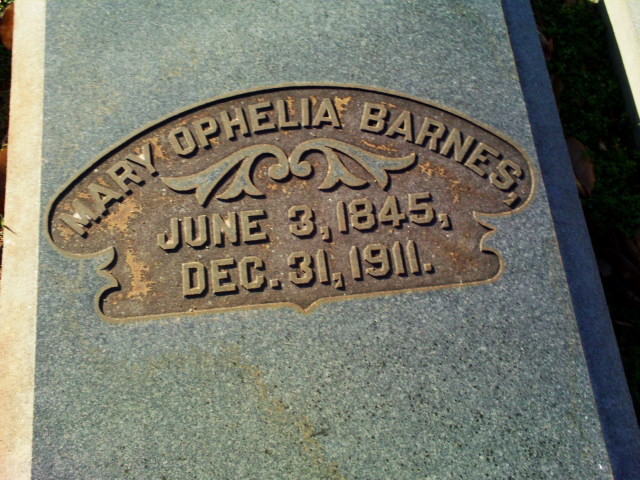 MARY OPHELIA BARNES,
JUNE 3, 1845,
DEC. 31, 1911.